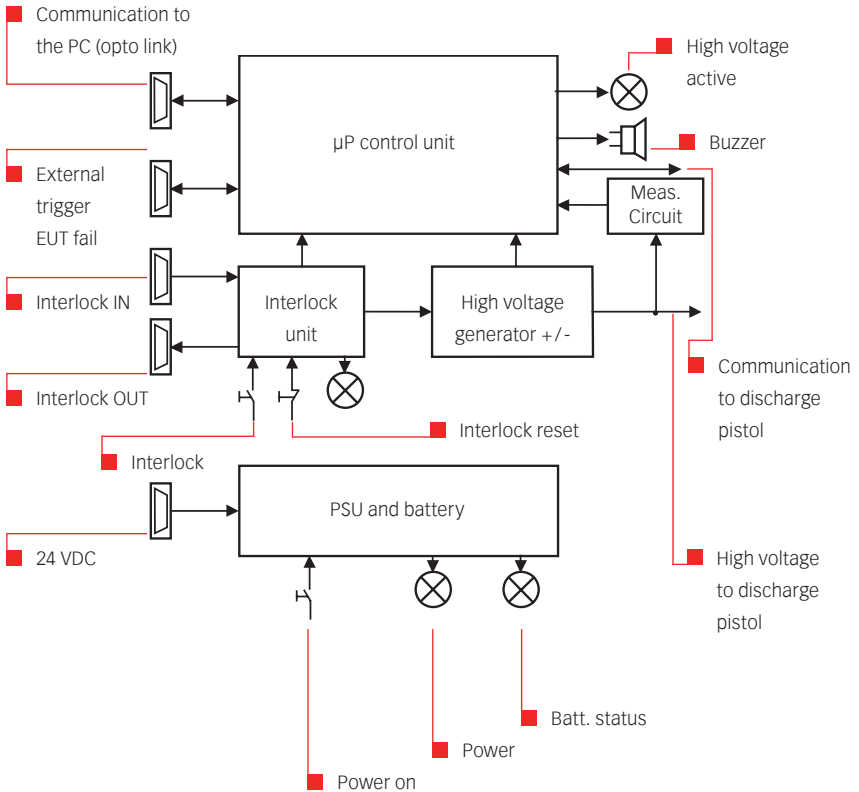 Communication to
the PC (opto link)
High voltage
active
µP control unit
Buzzer
External
trigger
EUT fail
Meas.
Circuit
Interlock IN
Interlock
unit
High voltage
generator +/-
Interlock OUT
Communication
to discharge
pistol
Interlock reset
Interlock
PSU and battery
24 VDC
High voltage
to discharge
pistol
Batt. status
Power
Power on